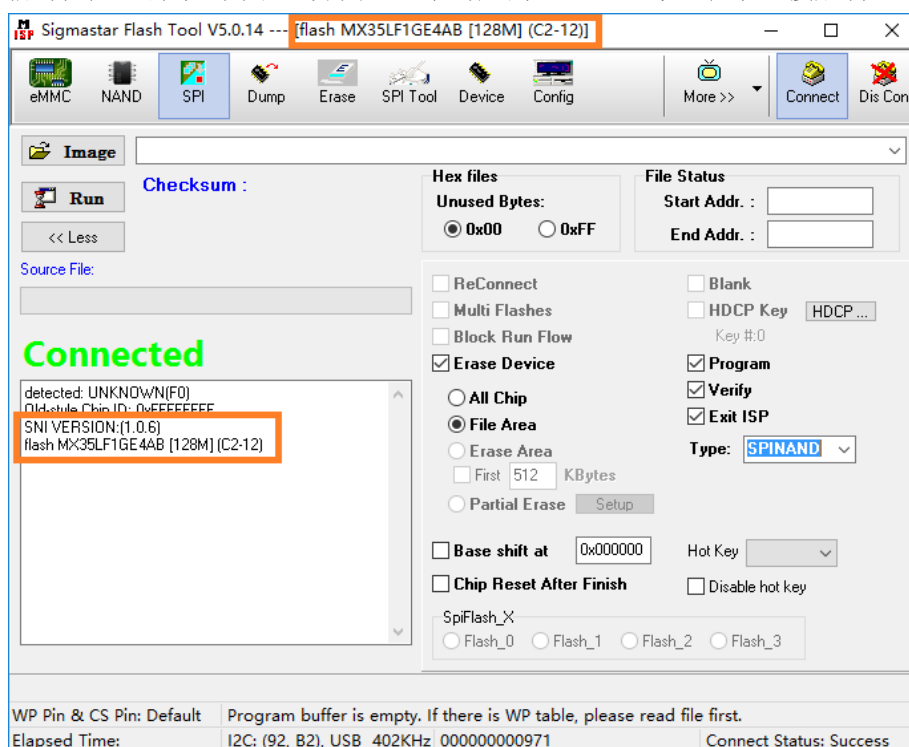 Sigmastar Flash Tool V5.0.14 --- [flash MX35LF1GE4AB [128M] (C2-12)]
eMMC NAND SPI Dump Erase SPI Tool Device Config More >> Connect Dis Con
Image
Run
Checksum :
<< Less
Source File:
Hex files
Unused Bytes:
0x00 0xFF
File Status
Start Addr. :
End Addr. :
Connected
detected: UNKNOWN(F0)
Old-style Chip ID: 0xFFFFFFFF
SNI VERSION:(1.0.6)
flash MX35LF1GE4AB [128M] (C2-12)
ReConnect
Multi Flashes
Block Run Flow
Erase Device
All Chip
File Area
Erase Area
First 512 KBytes
Partial Erase Setup
Blank
HDCP Key HDCP ...
Key #:0
Program
Verify
Exit ISP
Type: SPINAND
Base shift at 0x000000
Hot Key
Chip Reset After Finish
Disable hot key
SpiFlash_X
Flash_0 Flash_1 Flash_2 Flash_3
WP Pin & CS Pin: Default Program buffer is empty. If there is WP table, please read file first.
Elapsed Time: I2C: (92, B2), USB 402KHz 000000000971 Connect Status: Success